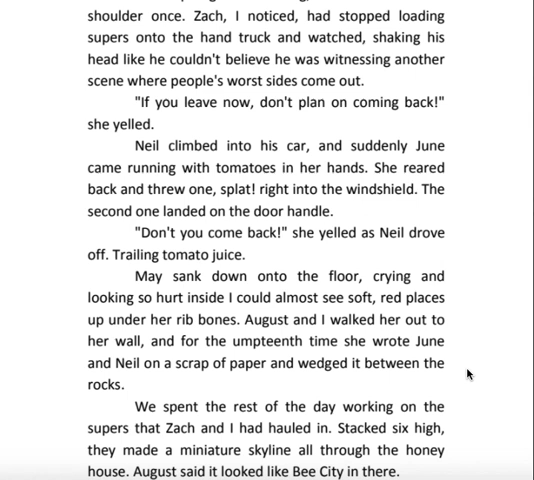 shoulder once. Zach, I noticed, had stopped loading
supers onto the hand truck and watched, shaking his
head like he couldn't believe he was witnessing another
scene where people's worst sides come out.
"If you leave now, don't plan on coming back!"
she yelled.
Neil climbed into his car, and suddenly June
came running with tomatoes in her hands. She reared
back and threw one, splat! right into the windshield. The
second one landed on the door handle.
"Don't you come back!" she yelled as Neil drove
off. Trailing tomato juice.
May sank down onto the floor, crying and
looking so hurt inside I could almost see soft, red places
up under her rib bones. August and I walked her out to
her wall, and for the umpteenth time she wrote June
and Neil on a scrap of paper and wedged it between the
rocks.
We spent the rest of the day working on the
supers that Zach and I had hauled in. Stacked six high,
they made a miniature skyline all through the honey
house. August said it looked like Bee City in there.